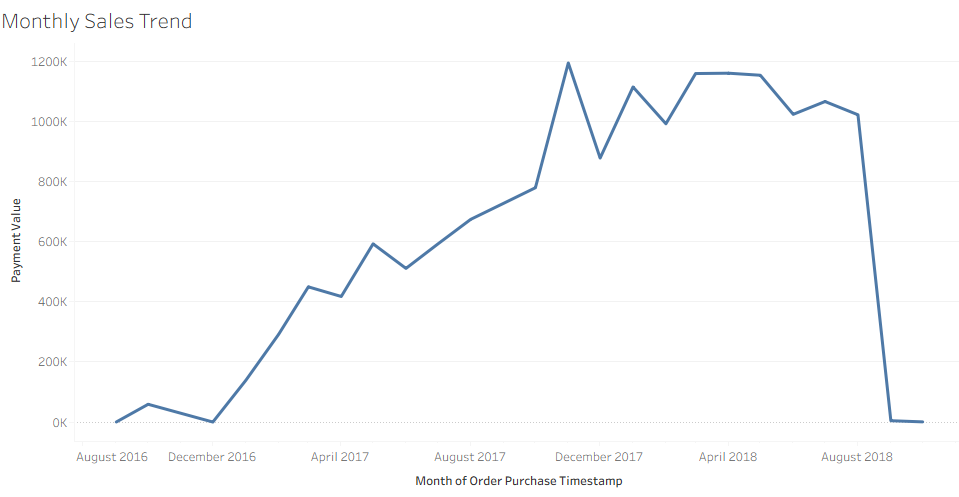 Monthly Sales Trend
1200K
1000K
800K
600K
400K
200K
0K
Payment Value
August 2016 December 2016 April 2017 August 2017 December 2017 April 2018 August 2018
Month of Order Purchase Timestamp